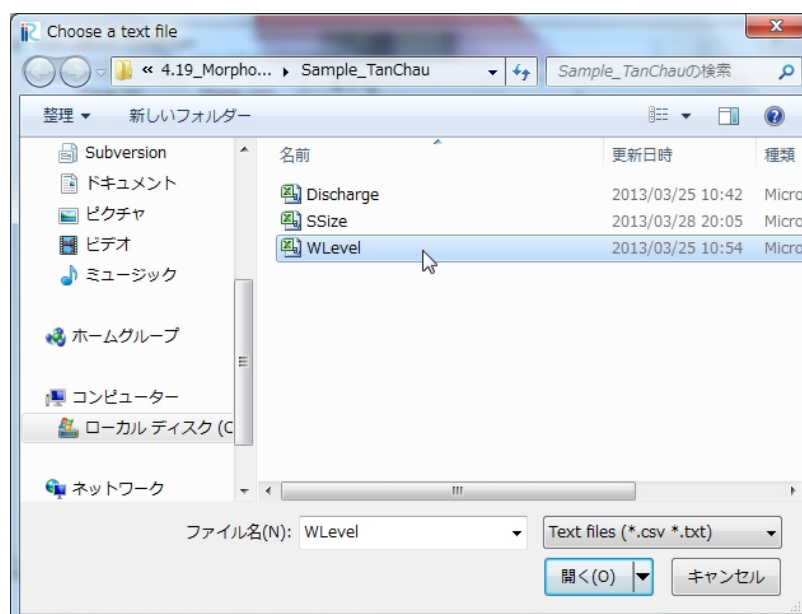 Choose a text file
« 4.19_Morpho... ▸ Sample_TanChau
Sample_TanChauの検索
整理 ▼ 新しいフォルダー
Subversion
ドキュメント
ピクチャ
ビデオ
ミュージック
ホームグループ
コンピューター
ローカル ディスク (C
ネットワーク
名前 更新日時 種類
Discharge 2013/03/25 10:42 Micro
SSize 2013/03/28 20:05 Micro
WLevel 2013/03/25 10:54 Micro
ファイル名(N): WLevel Text files (*.csv *.txt)
開く(O) キャンセル